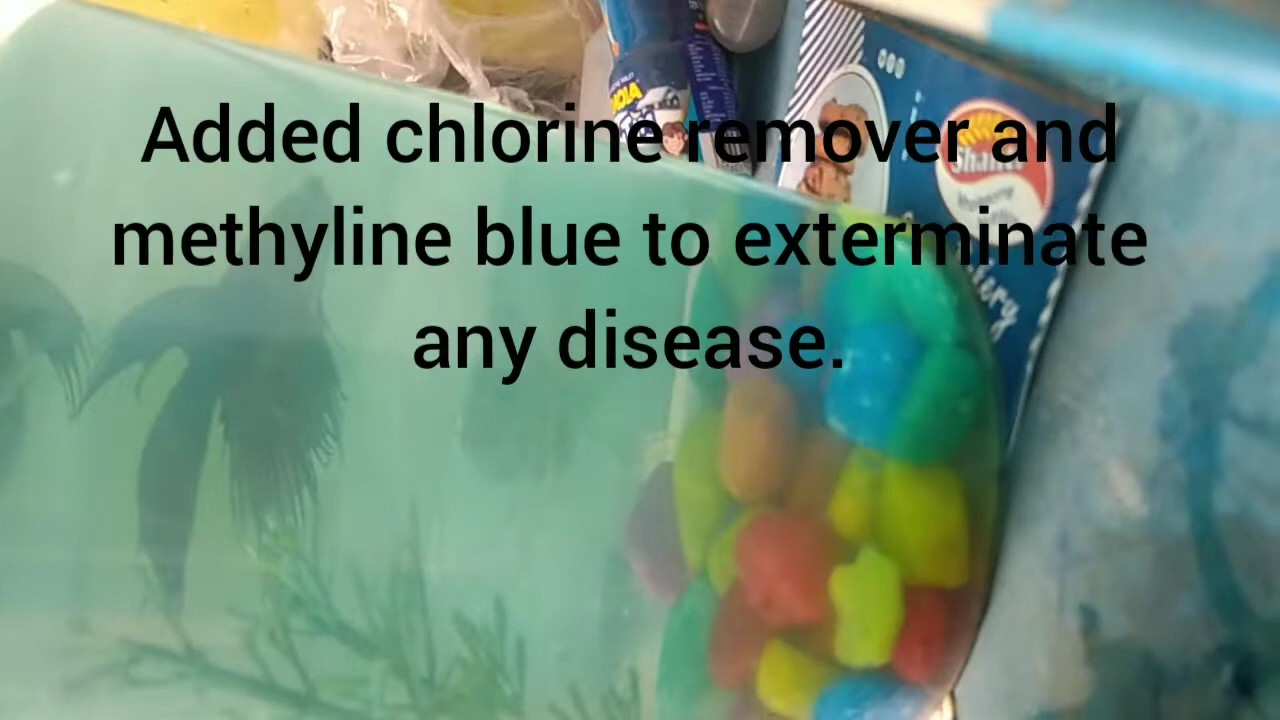 Added chlorine remover and
methyline blue to exterminate
any disease.